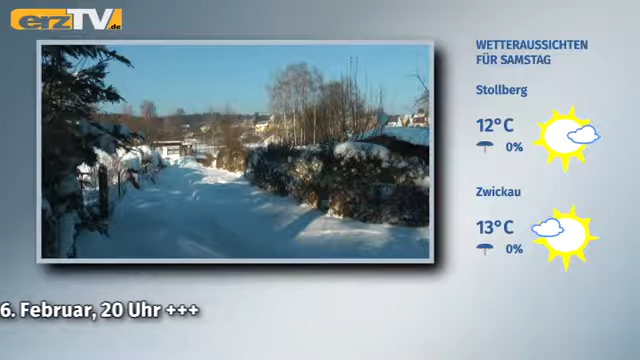 erzTV.de
WETTERAUSSICHTEN
FÜR SAMSTAG
Stollberg
12°C
0%
Zwickau
13°C
0%
6. Februar, 20 Uhr +++